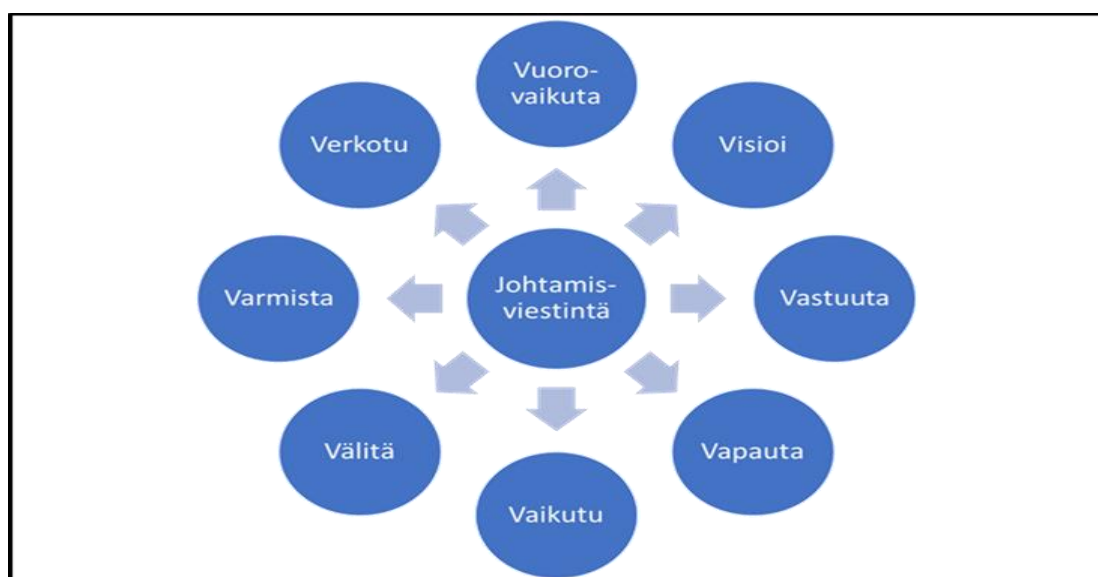 Vuoro-
vaikuta
Verkotu
Visioi
Varmista
Johtamis-
viestintä
Vastuuta
Välitä
Vapauta
Vaikutu